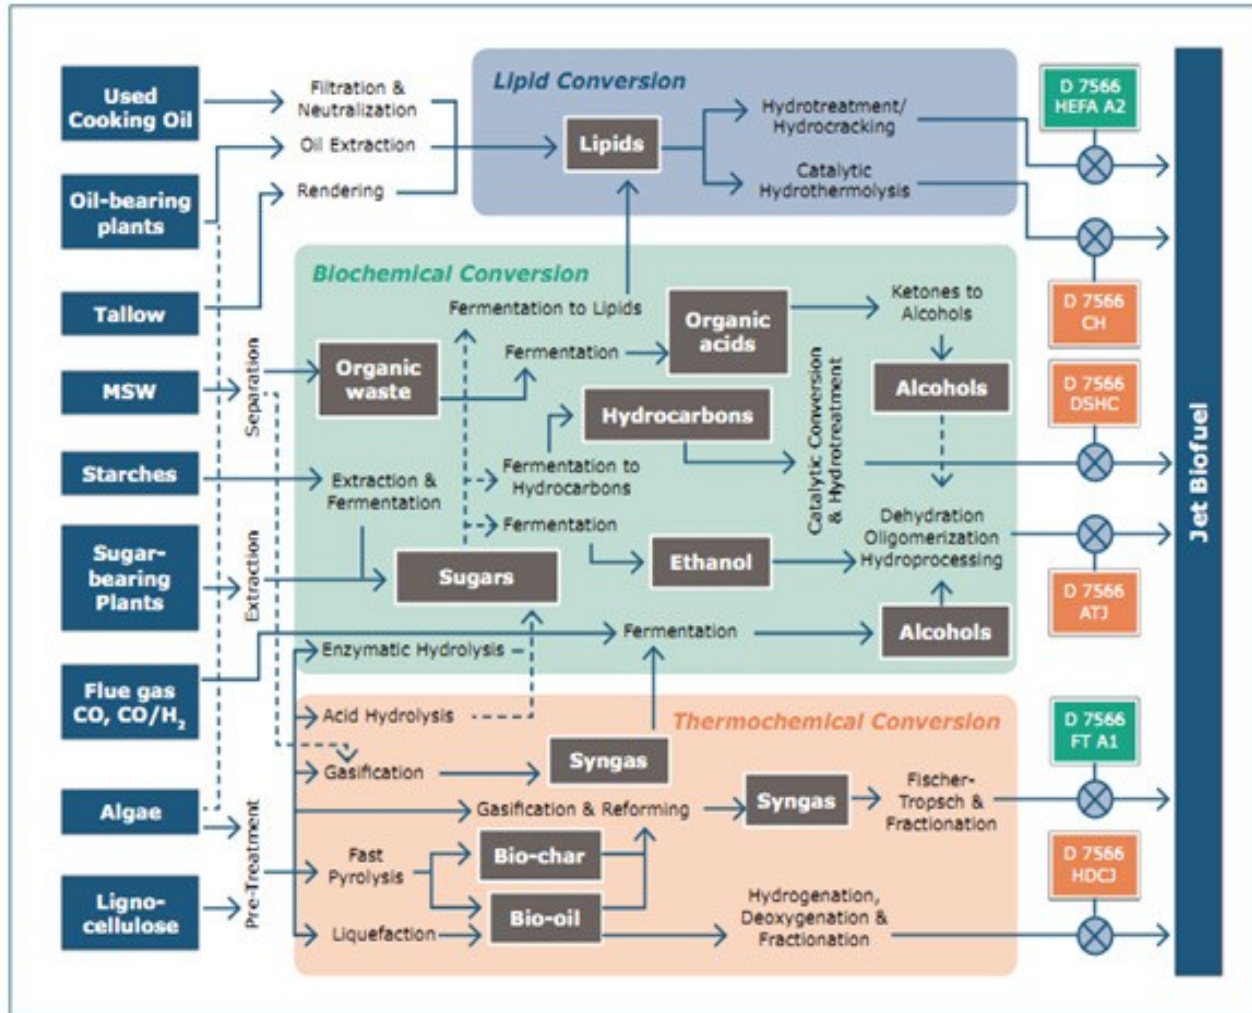 Used
Cooking Oil
Oil-bearing
plants
Tallow
MSW
Starches
Sugar-
bearing
Plants
Flue gas
CO, CO/H₂
Algae
Ligno-
cellulose
Filtration &
Neutralization
Oil Extraction
Rendering
Separation
Extraction
Pre-Treatment
Lipid Conversion
Lipids
Hydrotreatment/
Hydrocracking
Catalytic
Hydrothermolysis
Biochemical Conversion
Fermentation to Lipids
Organic
waste
Fermentation
Organic
acids
Ketones to
Alcohols
Alcohols
Hydrocarbons
Extraction &
Fermentation
Fermentation to
Hydrocarbons
Catalytic Conversion
& Hydrotreatment
Fermentation
Sugars
Ethanol
Dehydration
Oligomerization
Hydroprocessing
Fermentation
Alcohols
Enzymatic Hydrolysis
Acid Hydrolysis
Thermochemical Conversion
Gasification
Syngas
Gasification & Reforming
Syngas
Fischer-
Tropsch &
Fractionation
Fast
Pyrolysis
Bio-char
Bio-oil
Liquefaction
Hydrogenation,
Deoxygenation &
Fractionation
D 7566
HEFA A2
D 7566
CH
D 7566
DSHC
D 7566
ATJ
D 7566
FT A1
D 7566
HDCJ
Jet Biofuel